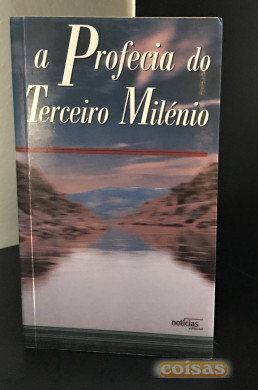 a Profecia do
Terceiro Milénio
notícias
coisas